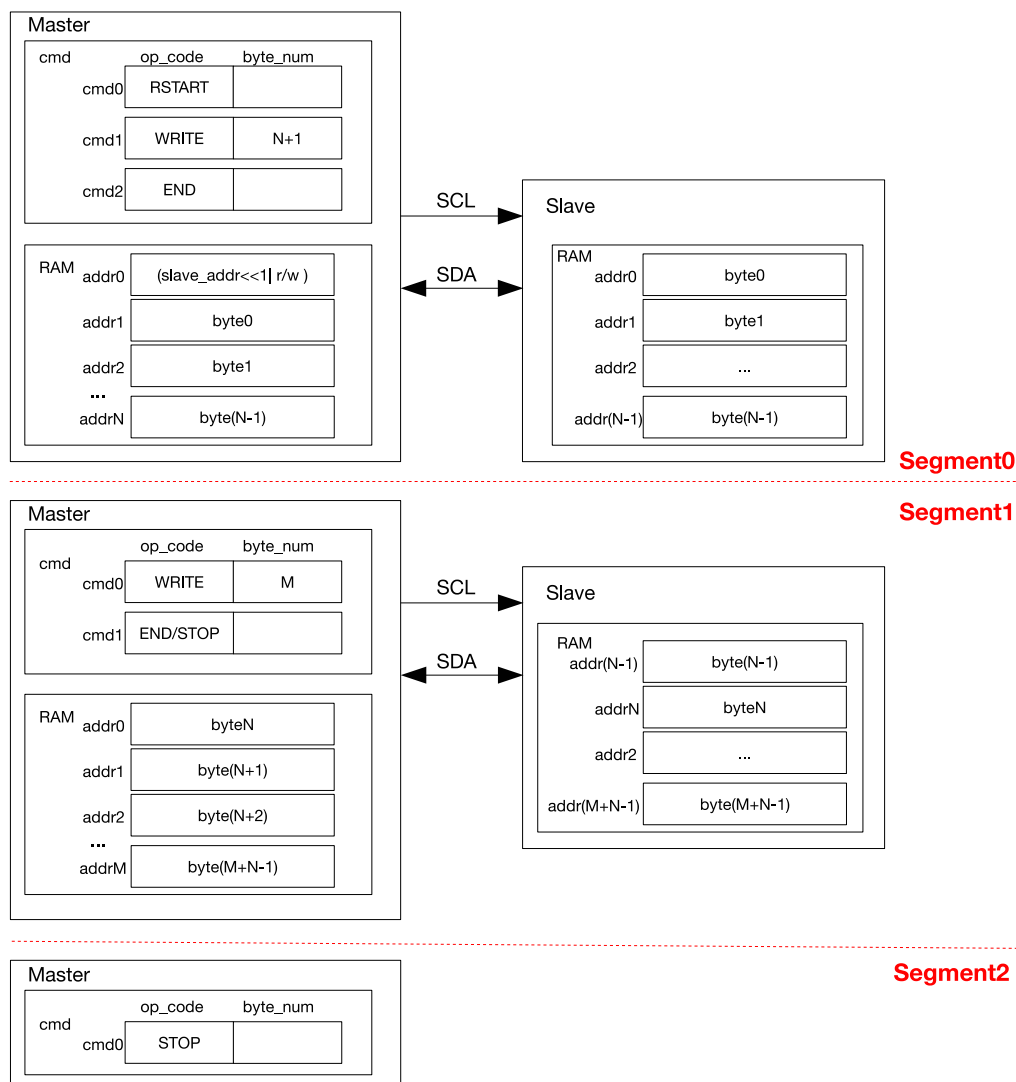 Master
cmd
op_code byte_num
cmd0 RSTART
cmd1 WRITE N+1
cmd2 END
RAM
addr0 (slave_addr<<1| r/w )
addr1 byte0
addr2 byte1
...
addrN byte(N-1)
SCL
SDA
Slave
RAM
addr0 byte0
addr1 byte1
addr2 ...
addr(N-1) byte(N-1)
Segment0
Segment1
Master
cmd
op_code byte_num
cmd0 WRITE M
cmd1 END/STOP
RAM
addr0 byteN
addr1 byte(N+1)
addr2 byte(N+2)
...
addrM byte(M+N-1)
SCL
SDA
Slave
RAM
addr(N-1) byte(N-1)
addrN byteN
addr2 ...
addr(M+N-1) byte(M+N-1)
Segment2
Master
cmd
op_code byte_num
cmd0 STOP